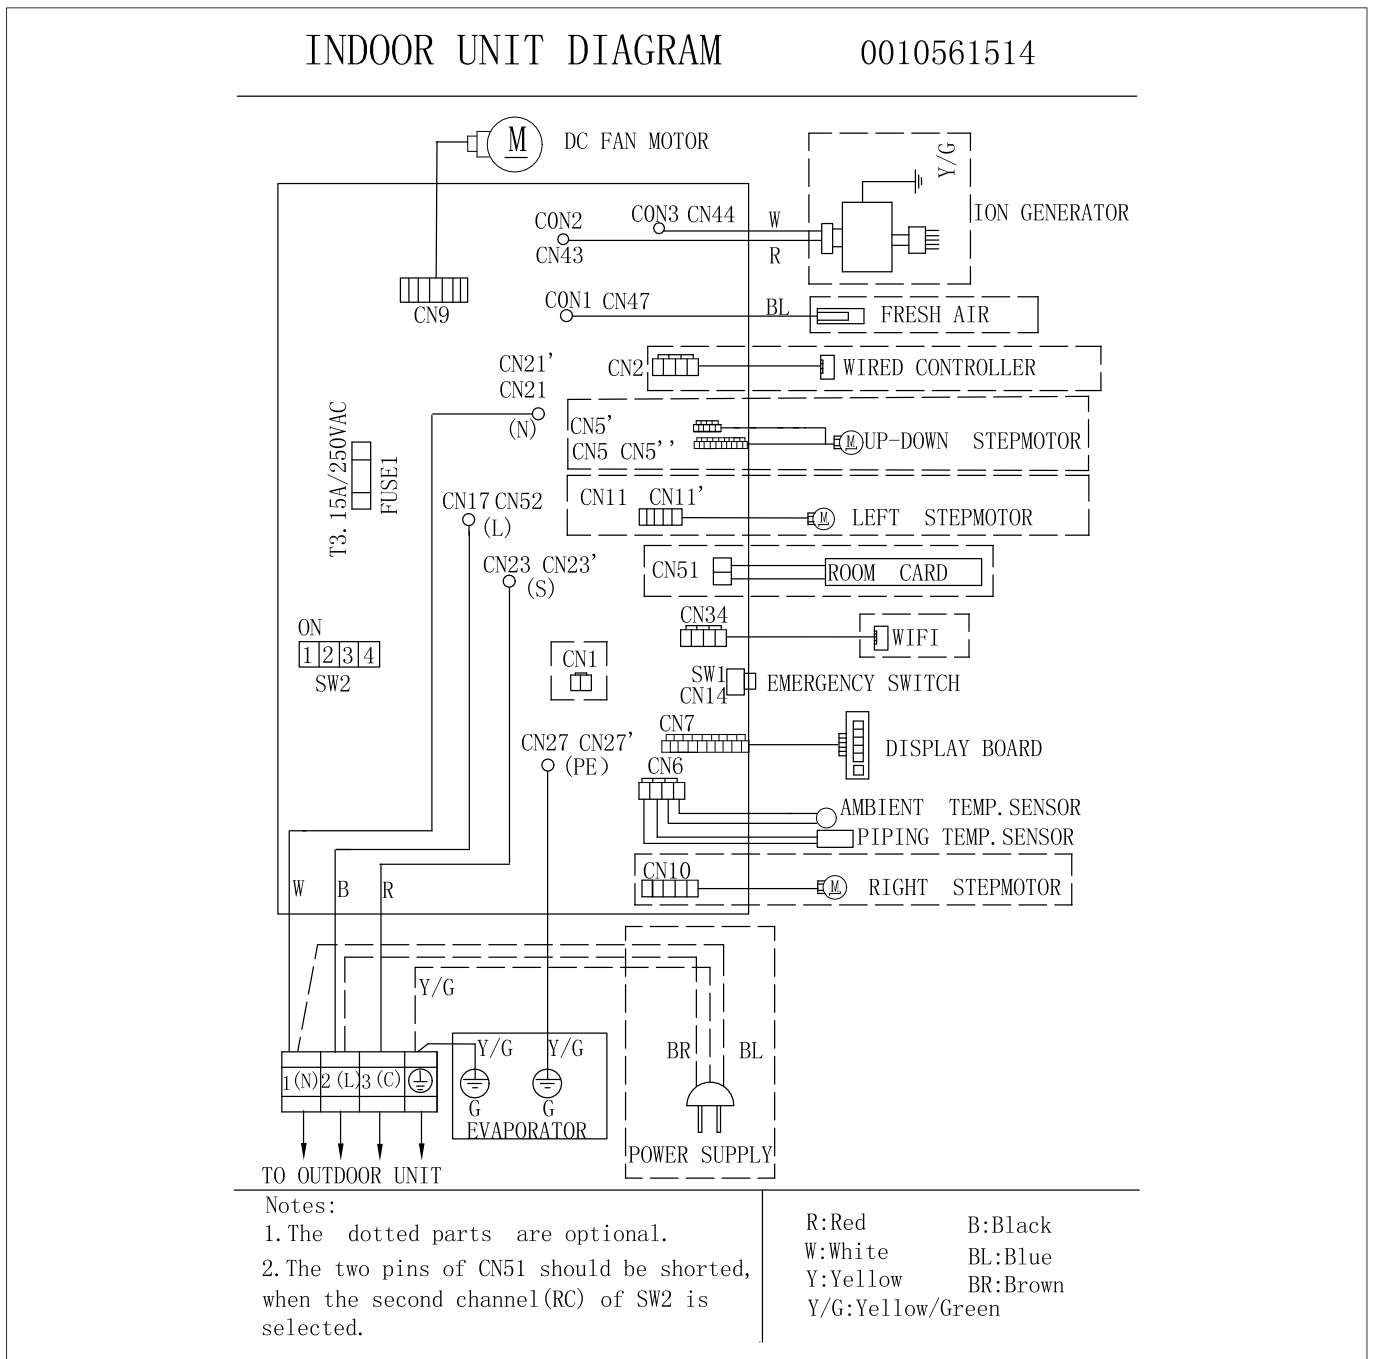 INDOOR UNIT DIAGRAM 0010561514
M DC FAN MOTOR
Y/G
ION GENERATOR
CON3 CN44 W
CON2
CN43 R
CN9
CON1 CN47 BL FRESH AIR
CN21'
CN21
(N)
CN2 WIRED CONTROLLER
CN5'
CN5 CN5''
M UP-DOWN STEPMOTOR
T3.15A/250VAC
FUSE1
CN11 CN11'
M LEFT STEPMOTOR
CN17 CN52
(L)
CN23 CN23'
(S)
CN51 ROOM CARD
CN34
WIFI
ON
1 2 3 4
SW2
CN1
SW1
CN14
EMERGENCY SWITCH
CN7
DISPLAY BOARD
CN27 CN27'
(PE)
CN6
AMBIENT TEMP.SENSOR
PIPING TEMP.SENSOR
CN10
M RIGHT STEPMOTOR
W B R
Y/G
Y/G Y/G
BR BL
1(N) 2(L) 3(C)
G G
EVAPORATOR
POWER SUPPLY
TO OUTDOOR UNIT
Notes:
1.The dotted parts are optional.
2.The two pins of CN51 should be shorted,
when the second channel(RC) of SW2 is
selected.
R:Red B:Black
W:White BL:Blue
Y:Yellow BR:Brown
Y/G:Yellow/Green